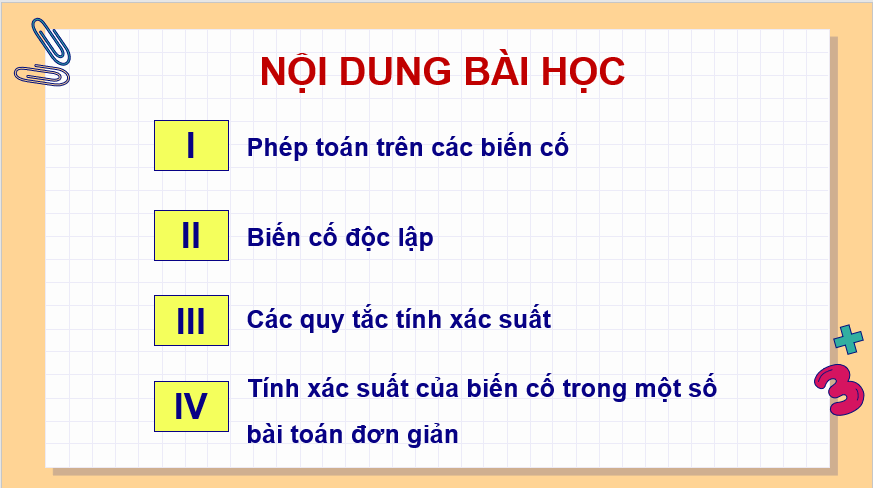 NỘI DUNG BÀI HỌC
I
Phép toán trên các biến cố
II
Biến cố độc lập
III
Các quy tắc tính xác suất
IV
Tính xác suất của biến cố trong một số
bài toán đơn giản
+
3